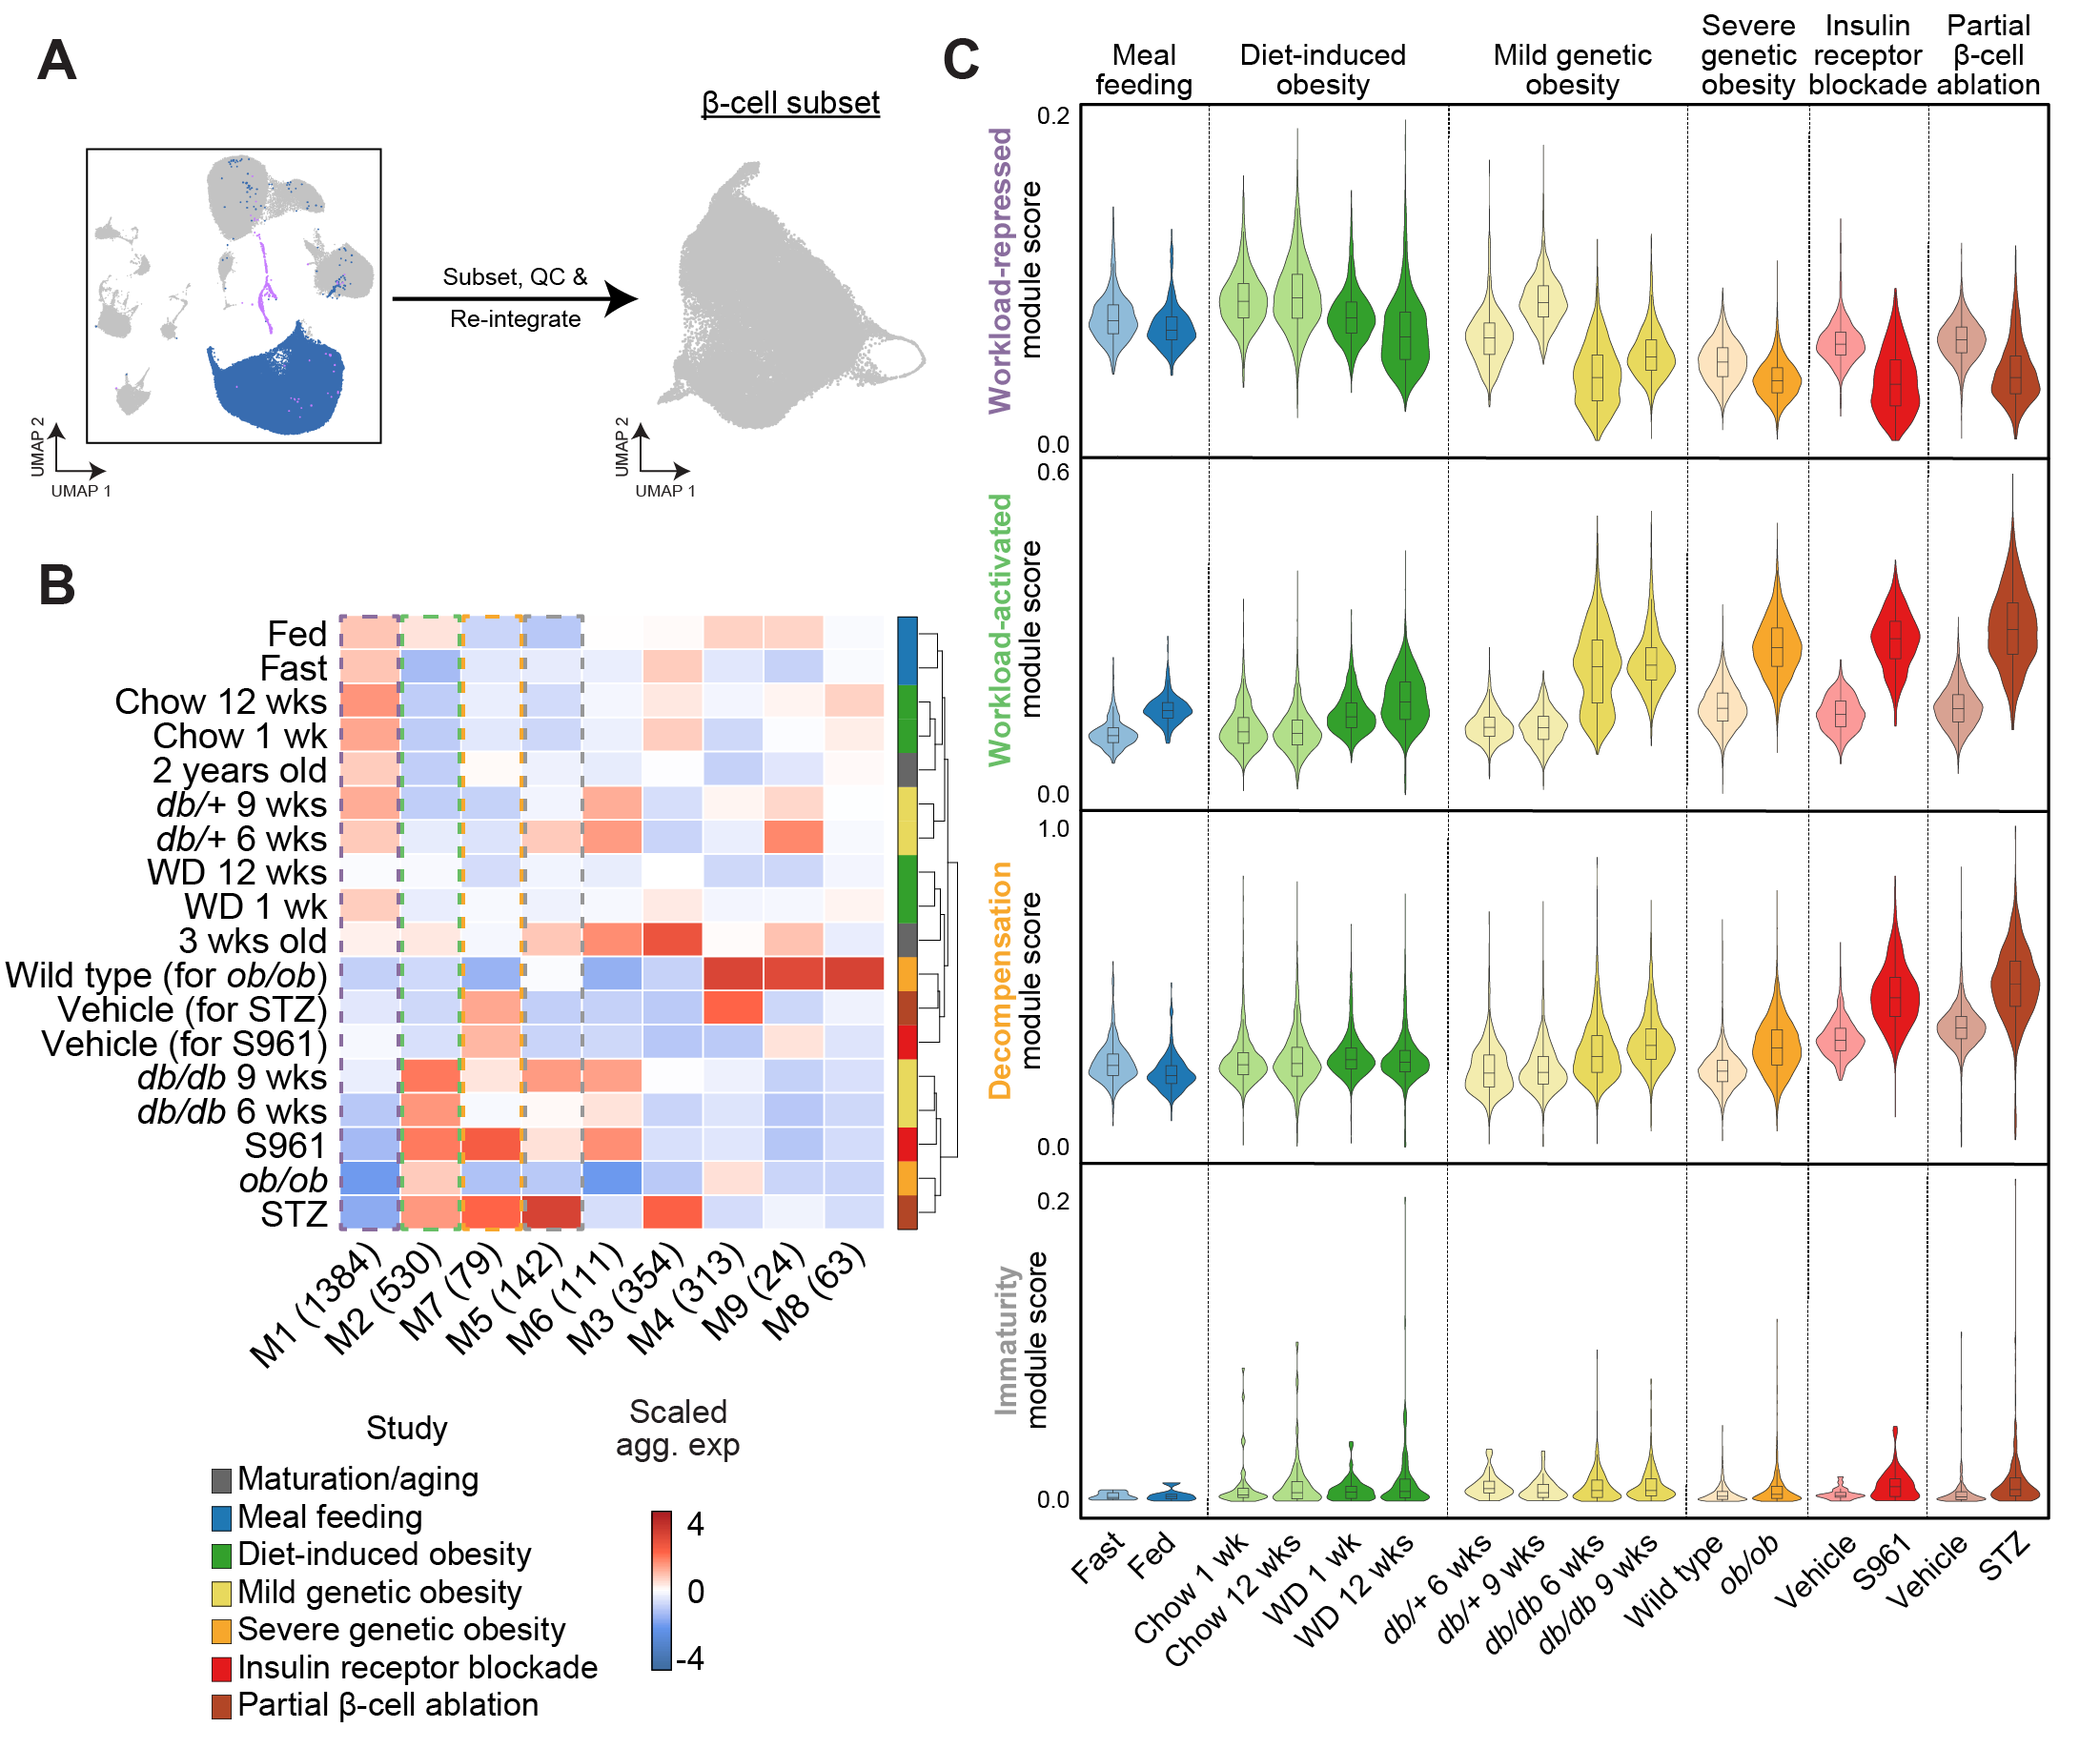 A
β-cell subset
Subset, QC &
Re-integrate
UMAP 2
UMAP 1
UMAP 2
UMAP 1
B
Fed
Fast
Chow 12 wks
Chow 1 wk
2 years old
db/+ 9 wks
db/+ 6 wks
WD 12 wks
WD 1 wk
3 wks old
Wild type (for ob/ob)
Vehicle (for STZ)
Vehicle (for S961)
db/db 9 wks
db/db 6 wks
S961
ob/ob
STZ
M1 (1384)
M2 (530)
M7 (79)
M5 (142)
M6 (111)
M3 (354)
M4 (313)
M9 (24)
M8 (63)
Study
Maturation/aging
Meal feeding
Diet-induced obesity
Mild genetic obesity
Severe genetic obesity
Insulin receptor blockade
Partial β-cell ablation
Scaled
agg. exp
4
0
-4
C
Meal
feeding
Diet-induced
obesity
Mild genetic
obesity
Severe
genetic
obesity
Insulin
receptor
blockade
Partial
β-cell
ablation
Workload-repressed
module score
0.2
0.0
Workload-activated
module score
0.6
0.0
Decompensation
module score
1.0
0.0
Immaturity
module score
0.2
0.0
Fast
Fed
Chow 1 wk
Chow 12 wks
WD 1 wk
WD 12 wks
db/+ 6 wks
db/+ 9 wks
db/db 6 wks
db/db 9 wks
Wild type
ob/ob
Vehicle
S961
Vehicle
STZ